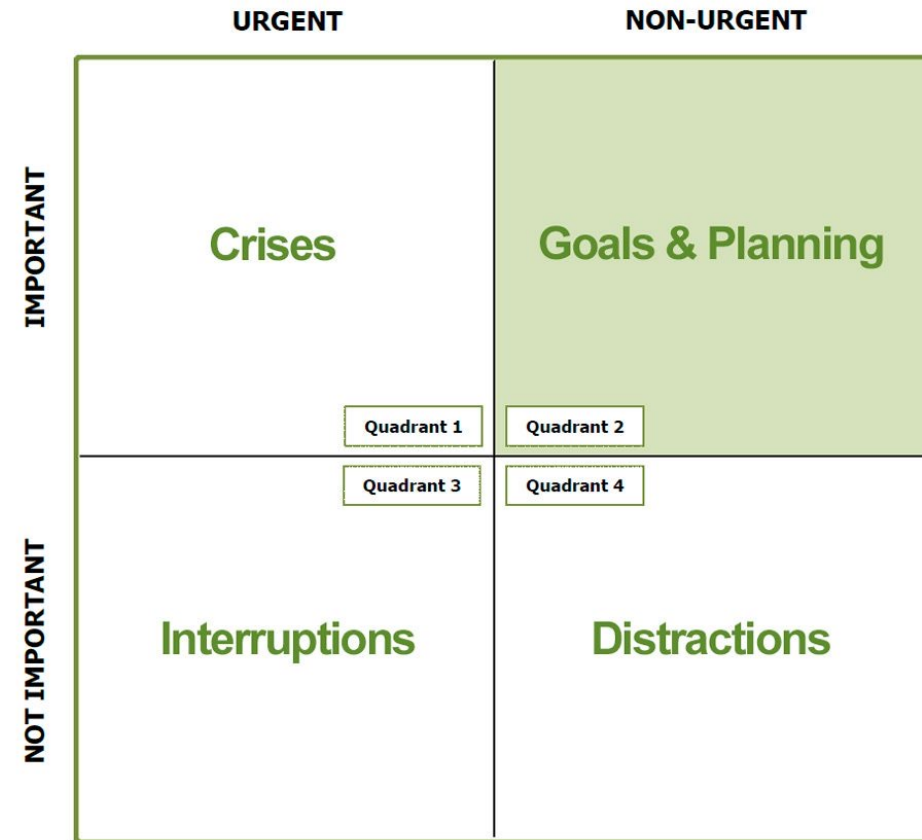 URGENT
NON-URGENT
IMPORTANT
Crises
Goals & Planning
Quadrant 1
Quadrant 2
Quadrant 3
Quadrant 4
NOT IMPORTANT
Interruptions
Distractions